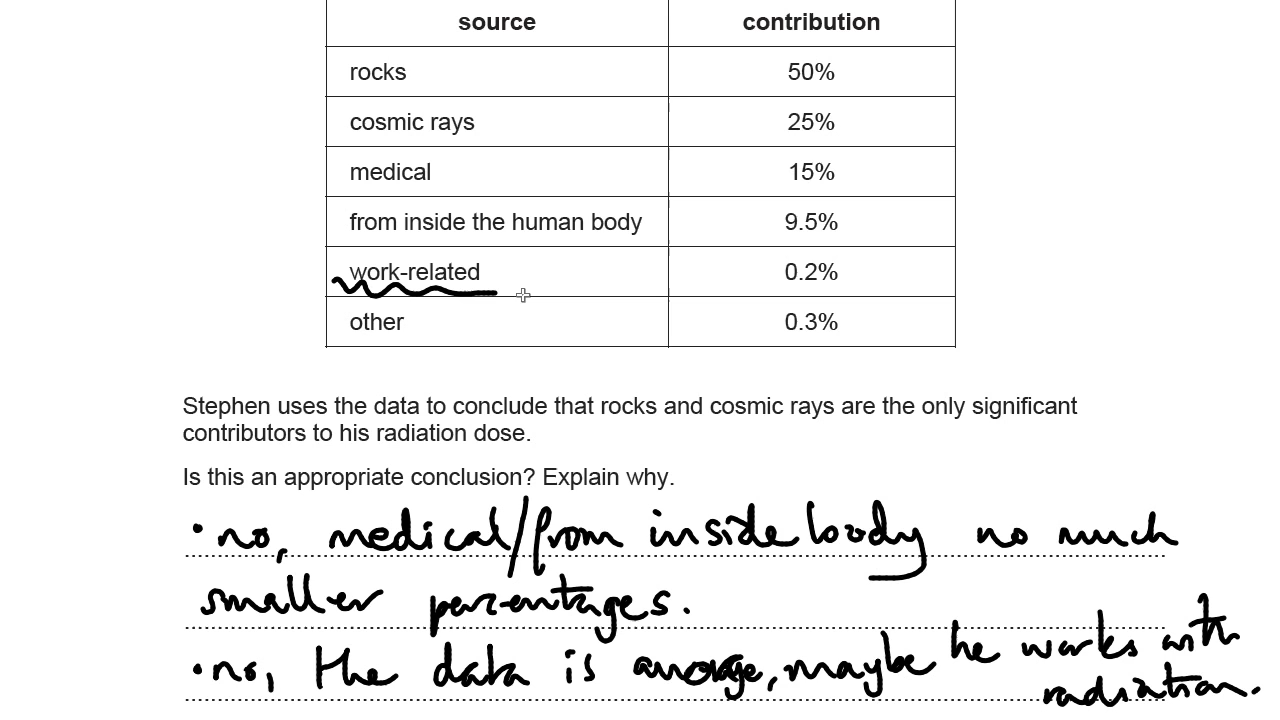 source contribution
rocks 50%
cosmic rays 25%
medical 15%
from inside the human body 9.5%
work-related 0.2%
other 0.3%
Stephen uses the data to conclude that rocks and cosmic rays are the only significant
contributors to his radiation dose.
Is this an appropriate conclusion? Explain why.
• no, medical/from inside body no much
smaller percentages.
• no, the data is average, maybe he works with
radiation.